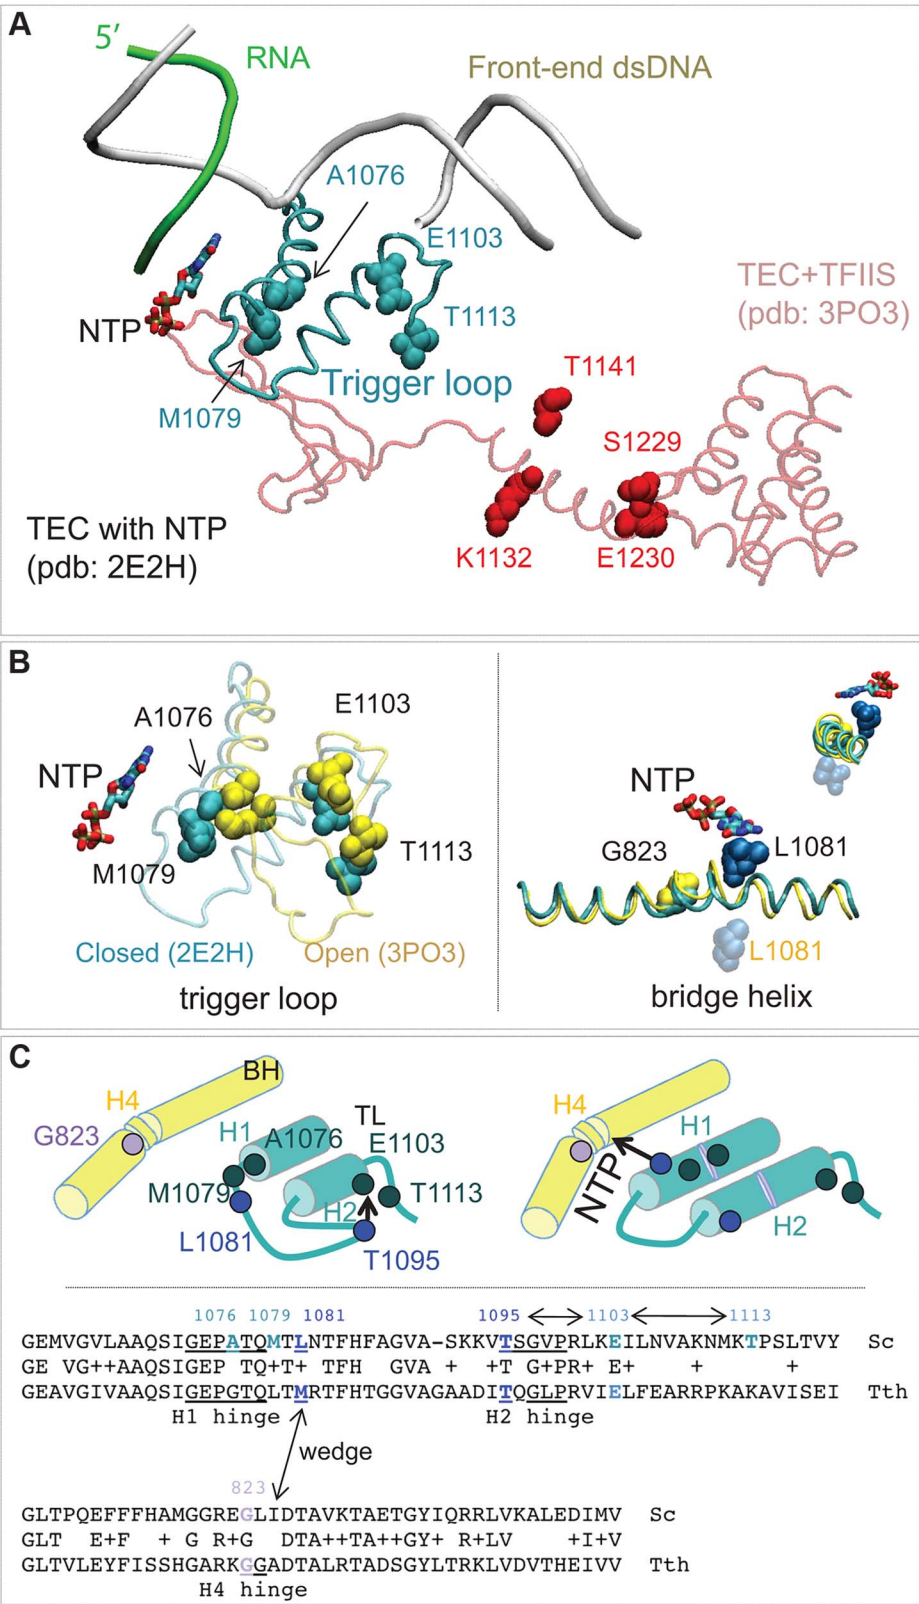 A
5′
RNA
Front-end dsDNA
A1076
E1103
TEC+TFIIS
(pdb: 3PO3)
T1113
NTP
T1141
Trigger loop
M1079
S1229
TEC with NTP
(pdb: 2E2H)
K1132
E1230
B
A1076
E1103
NTP
M1079
T1113
Closed (2E2H)
Open (3PO3)
trigger loop
NTP
G823
L1081
L1081
bridge helix
C
BH
H4
G823
H1
A1076
TL
E1103
M1079
T1113
H2
L1081
T1095
H4
H1
NTP
H2
1076 1079 1081 1095 1103 1113
GEMVGVLAAQSIGEPATQMTLNTFHFAGVA-SKKVTSGVPRLKEILNVAKNMKTPSLTVY Sc
GE VG++AAQSIGEP TQ+T+ TFH GVA + +T G+PR+ E+ + +
GEAVGIVAAQSIGEPGTQLTMRTFHTGGVAGAADITQGLPRVIELFEARRPKAKAVISEI Tth
H1 hinge H2 hinge
wedge
823
GLTPQEFFFHAMGGREGLIDTAVKTAETGYIQRRLVKALEDIMV Sc
GLT E+F + G R+G DTA++TA++GY+ R+LV +I+V
GLTVLEYFISSHGARKGGADTALRTADSGYLTRKLVDVTHEIVV Tth
H4 hinge